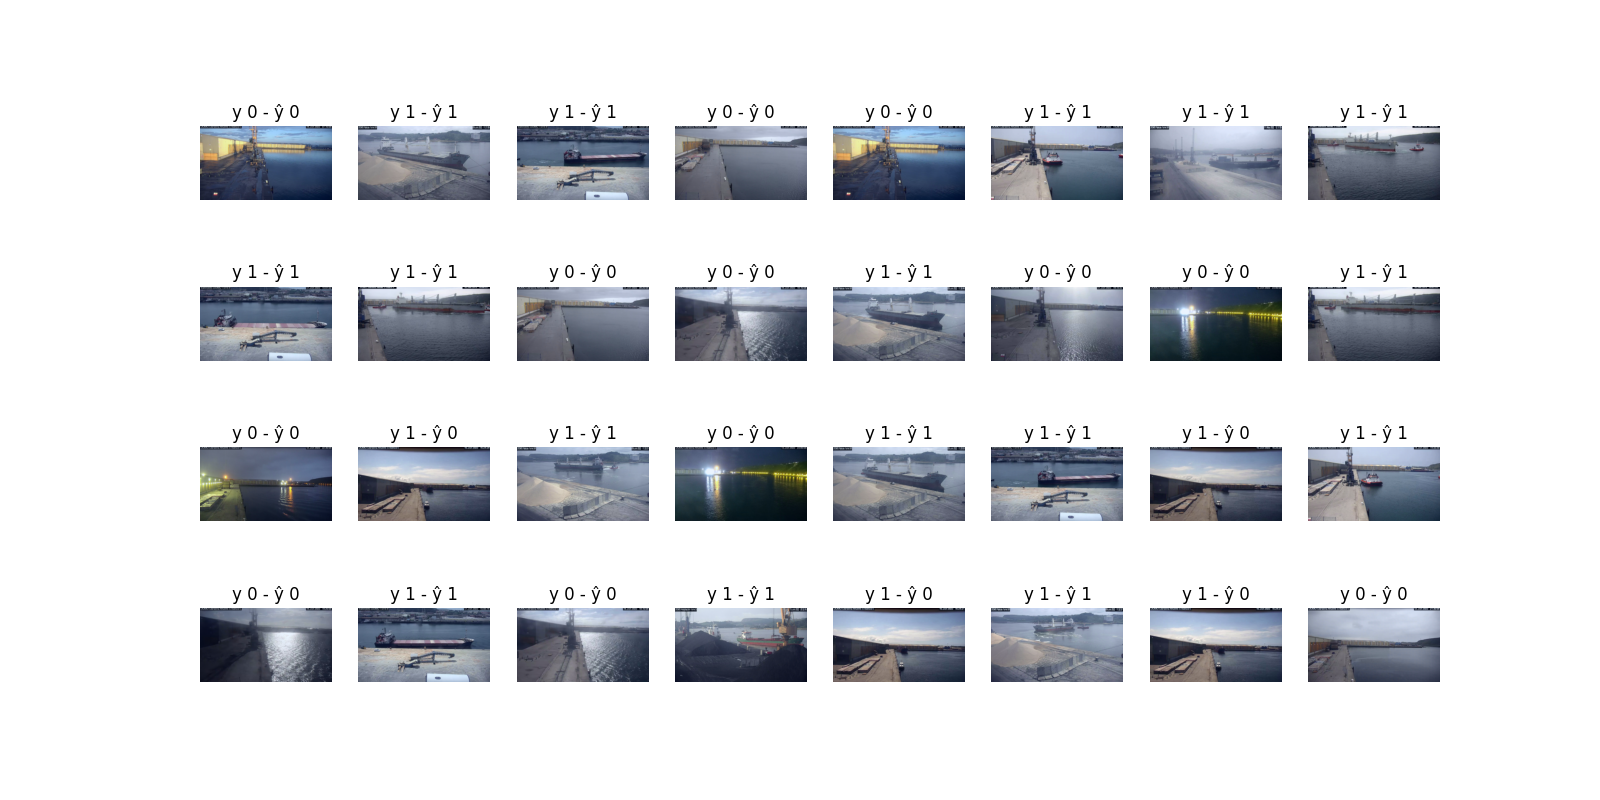 y 0 - ŷ 0 y 1 - ŷ 1 y 1 - ŷ 1 y 0 - ŷ 0 y 0 - ŷ 0 y 1 - ŷ 1 y 1 - ŷ 1 y 1 - ŷ 1
y 1 - ŷ 1 y 1 - ŷ 1 y 0 - ŷ 0 y 0 - ŷ 0 y 1 - ŷ 1 y 0 - ŷ 0 y 0 - ŷ 0 y 1 - ŷ 1
y 0 - ŷ 0 y 1 - ŷ 0 y 1 - ŷ 1 y 0 - ŷ 0 y 1 - ŷ 1 y 1 - ŷ 1 y 1 - ŷ 0 y 1 - ŷ 1
y 0 - ŷ 0 y 1 - ŷ 1 y 0 - ŷ 0 y 1 - ŷ 1 y 1 - ŷ 0 y 1 - ŷ 1 y 1 - ŷ 0 y 0 - ŷ 0